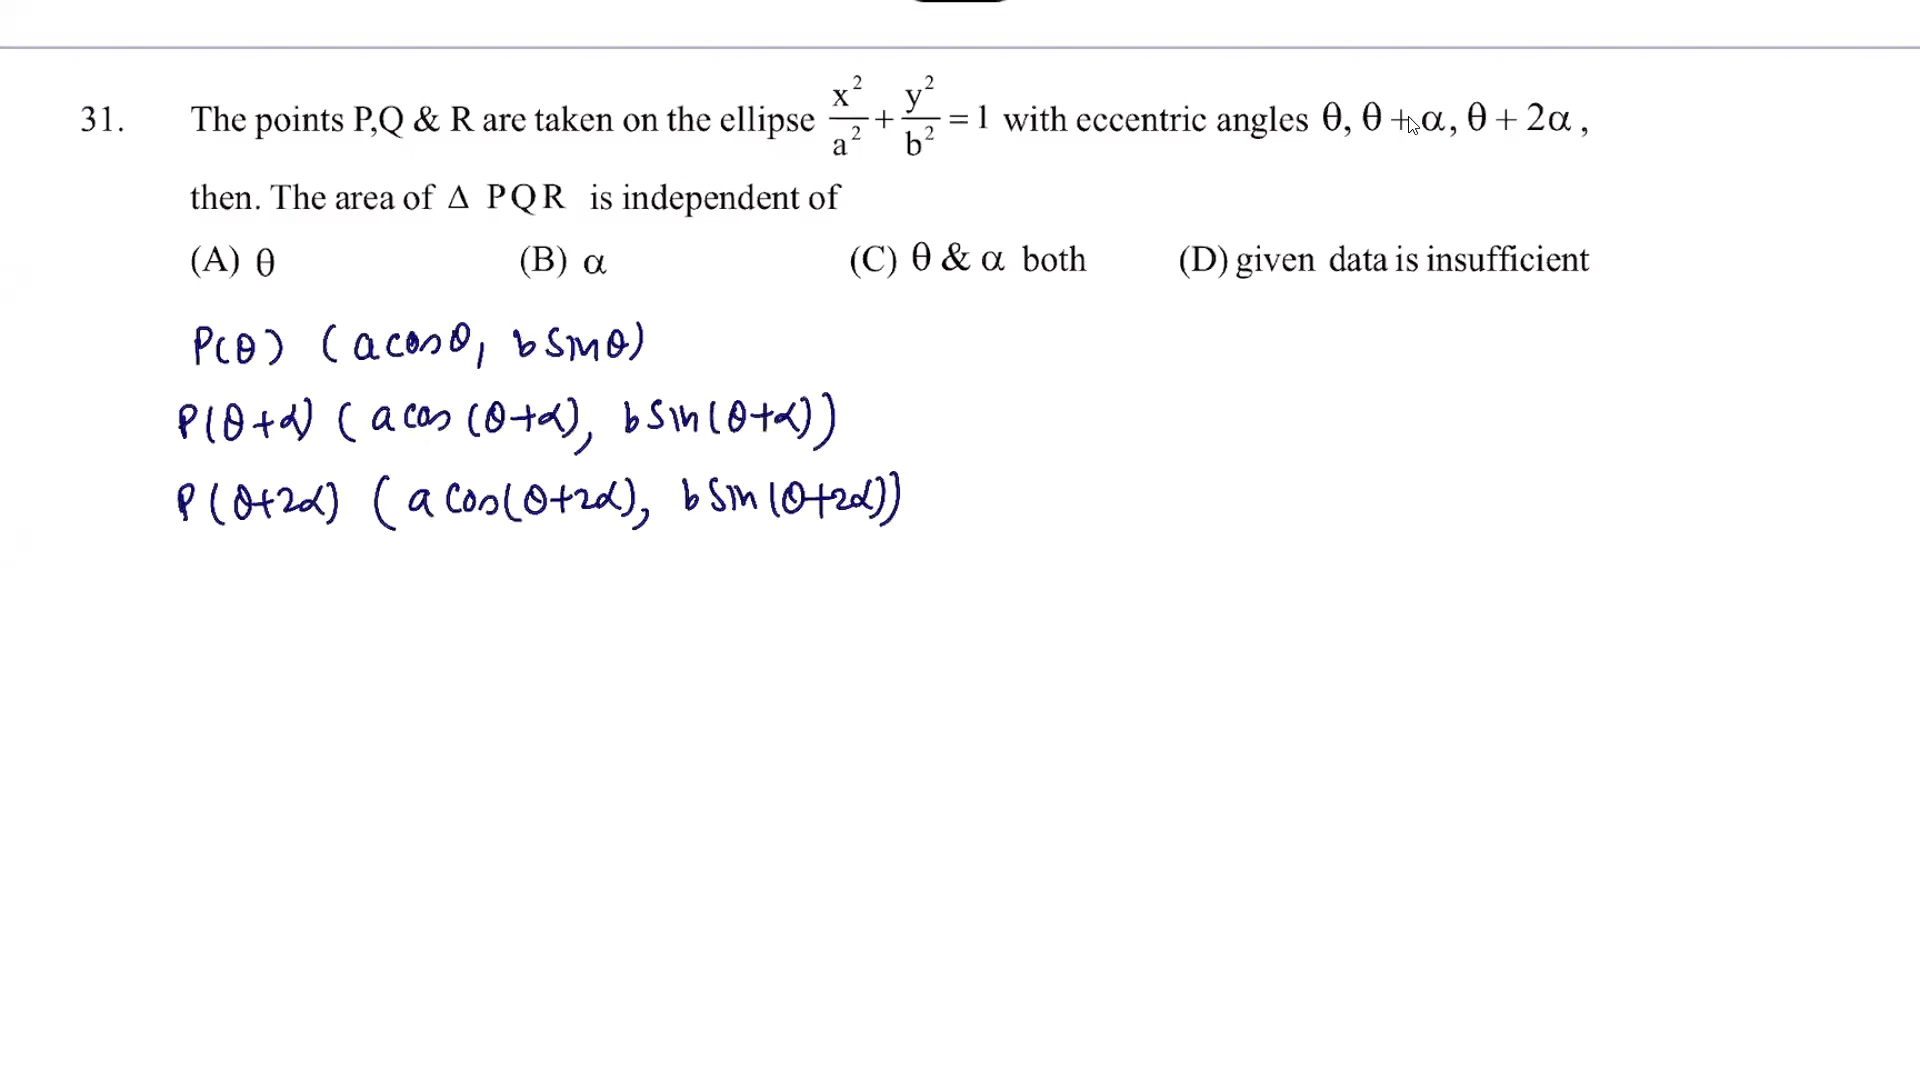 31. The points P,Q & R are taken on the ellipse x²/a² + y²/b² = 1 with eccentric angles θ, θ + α, θ + 2α ,
then. The area of Δ PQR is independent of
(A) θ (B) α (C) θ & α both (D) given data is insufficient
P(θ) (a cosθ, b sinθ)
P(θ+α) (a cos(θ+α), b sin(θ+α))
P(θ+2α) (a cos(θ+2α), b sin(θ+2α))